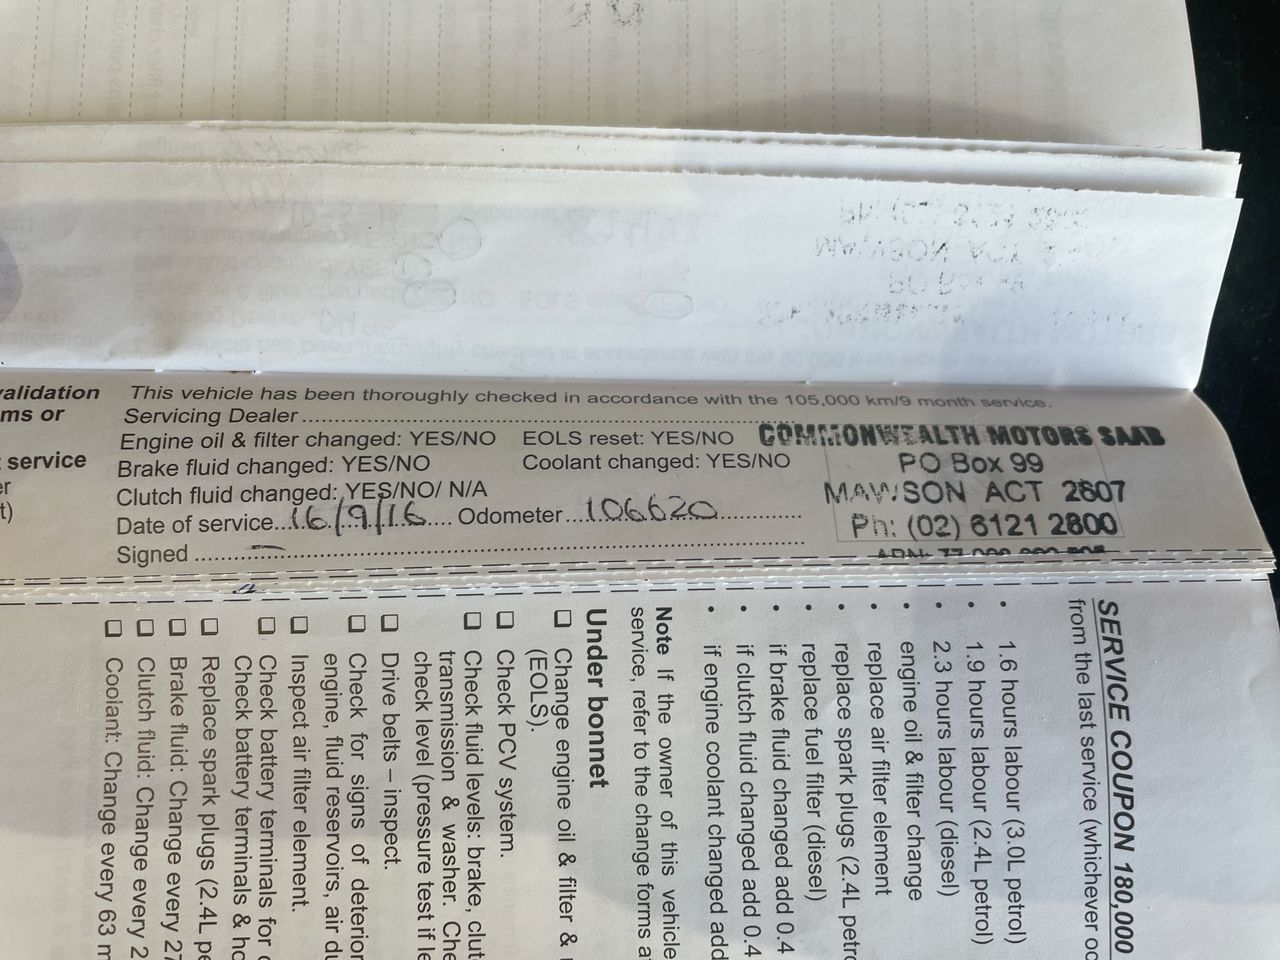 validation
ms or
service
er
t)
This vehicle has been thoroughly checked in accordance with the 105,000 km/9 month service.
Servicing Dealer
Engine oil & filter changed: YES/NO EOLS reset: YES/NO
Brake fluid changed: YES/NO Coolant changed: YES/NO
Clutch fluid changed: YES/NO/ N/A
Date of service 16/9/16 Odometer 106620
Signed
COMMONWEALTH MOTORS SAAB
PO Box 99
MAWSON ACT 2607
Ph: (02) 6121 2800
SERVICE COUPON 180,000
from the last service (whichever oc
• 1.6 hours labour (3.0L petrol)
• 1.9 hours labour (2.4L petrol)
• 2.3 hours labour (diesel)
• engine oil & filter change
• replace air filter element
• replace spark plugs (2.4L petro
• replace fuel filter (diesel)
• if brake fluid changed add 0.4
• if clutch fluid changed add 0.4
• if engine coolant changed add
Note If the owner of this vehicle
service, refer to the change forms at
Under bonnet
❑ Change engine oil & filter &
(EOLS).
❑ Check PCV system.
❑ Check fluid levels: brake, clut
transmission & washer. Che
check level (pressure test if le
❑ Drive belts – inspect.
❑ Check for signs of deterior
engine, fluid reservoirs, air du
❑ Inspect air filter element.
❑ Check battery terminals for c
Check battery terminals & ho
❑ Replace spark plugs (2.4L pe
❑ Brake fluid: Change every 27
❑ Clutch fluid: Change every 2
❑ Coolant: Change every 63 m